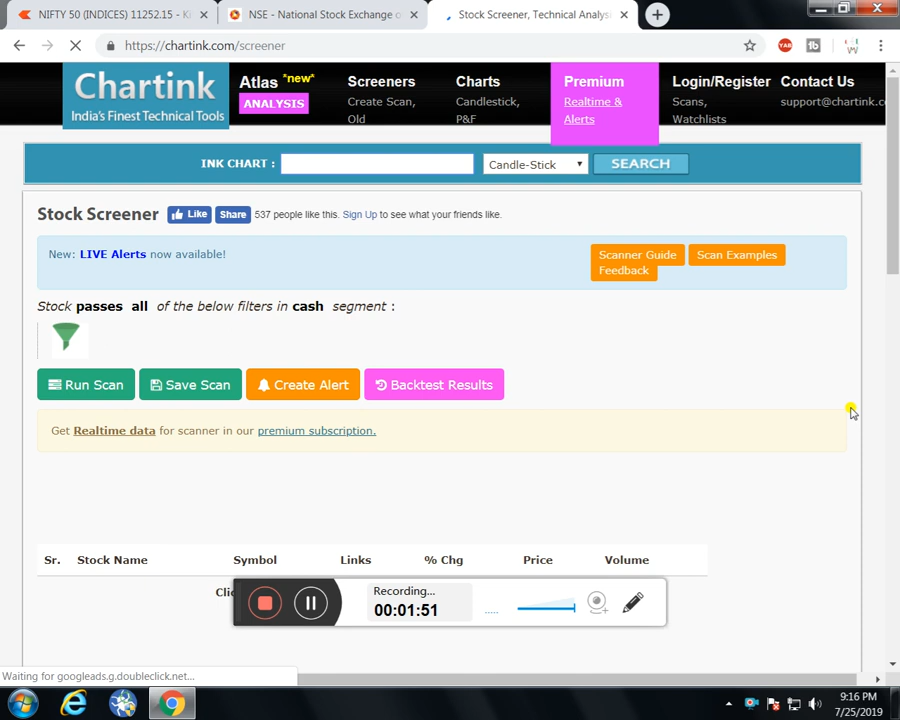 NIFTY 50 (INDICES) 11252.15 - Ki
NSE - National Stock Exchange o
Stock Screener, Technical Analysi
https://chartink.com/screener
Chartink
India's Finest Technical Tools
Atlas *new*
ANALYSIS
Screeners
Create Scan,
Old
Charts
Candlestick,
P&F
Premium
Realtime &
Alerts
Login/Register
Scans,
Watchlists
Contact Us
support@chartink.co
INK CHART :
Candle-Stick
SEARCH
Stock Screener
Like
Share
537 people like this. Sign Up to see what your friends like.
New: LIVE Alerts now available!
Scanner Guide
Scan Examples
Feedback
Stock passes all of the below filters in cash segment :
Run Scan
Save Scan
Create Alert
Backtest Results
Get Realtime data for scanner in our premium subscription.
Sr. Stock Name Symbol Links % Chg Price Volume
Clic
Recording...
00:01:51
Waiting for googleads.g.doubleclick.net...
9:16 PM
7/25/2019